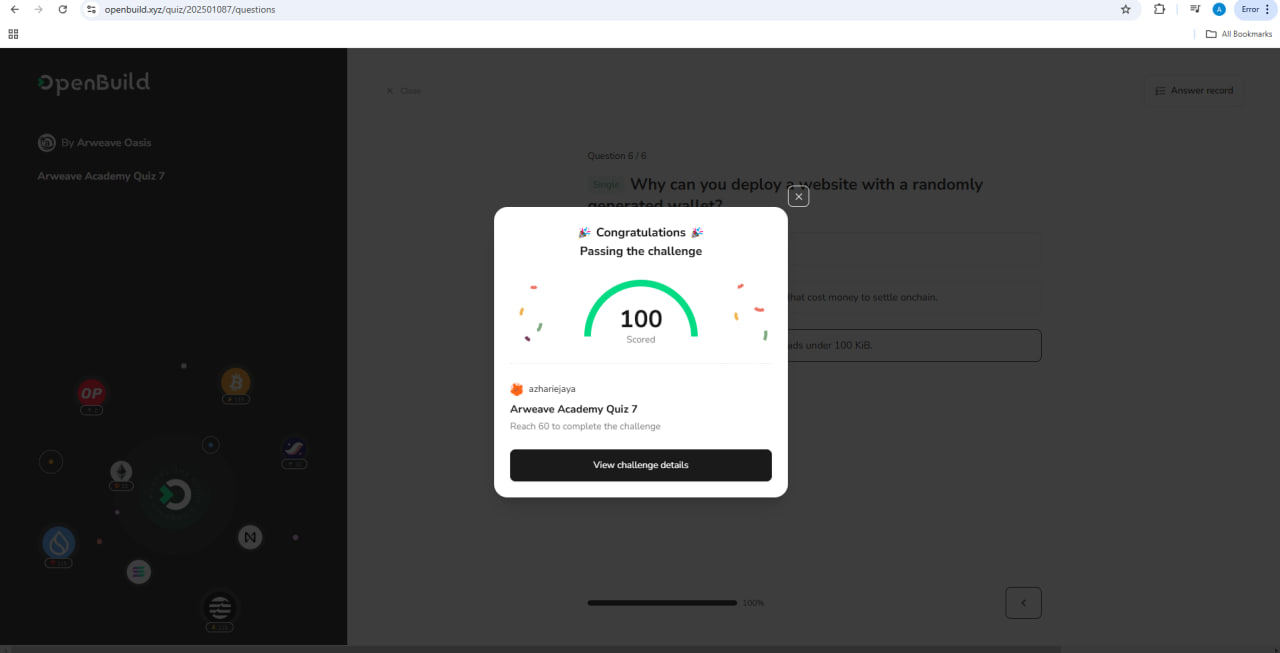 openbuild.xyz/quiz/202501087/questions
A
Error
All Bookmarks
OpenBuild
By Arweave Oasis
Arweave Academy Quiz 7
OP
Close
Answer record
Question 6 / 6
Single
Why can you deploy a website with a randomly
generated wallet?
that cost money to settle onchain.
ads under 100 KiB.
100%
🎉 Congratulations 🎉
Passing the challenge
100
Scored
azhariejaya
Arweave Academy Quiz 7
Reach 60 to complete the challenge
View challenge details